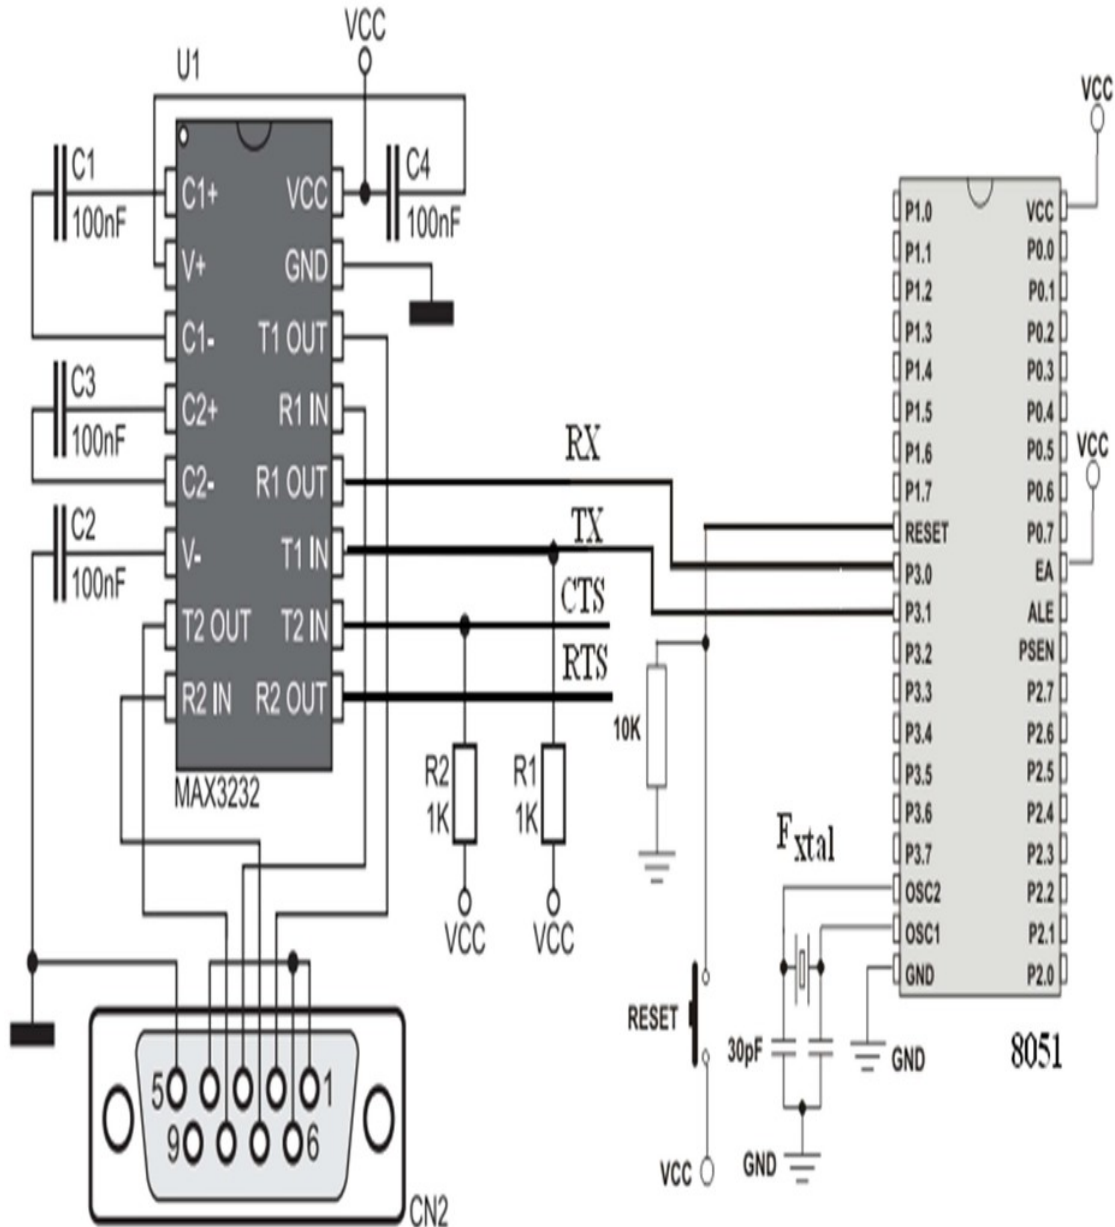 VCC
U1
C1
100nF
C4
100nF
C1+
VCC
V+
GND
C1-
T1 OUT
C3
100nF
C2+
R1 IN
C2-
R1 OUT
C2
100nF
V-
T1 IN
T2 OUT
T2 IN
R2 IN
R2 OUT
MAX3232
RX
TX
CTS
RTS
R2
1K
R1
1K
VCC
VCC
10K
RESET
VCC
Fxtal
30pF
GND
GND
VCC
VCC
P1.0
VCC
P1.1
P0.0
P1.2
P0.1
P1.3
P0.2
P1.4
P0.3
P1.5
P0.4
P1.6
P0.5
P1.7
P0.6
RESET
P0.7
P3.0
EA
P3.1
ALE
P3.2
PSEN
P3.3
P2.7
P3.4
P2.6
P3.5
P2.5
P3.6
P2.4
P3.7
P2.3
OSC2
P2.2
OSC1
P2.1
GND
P2.0
8051
5
1
9
6
CN2